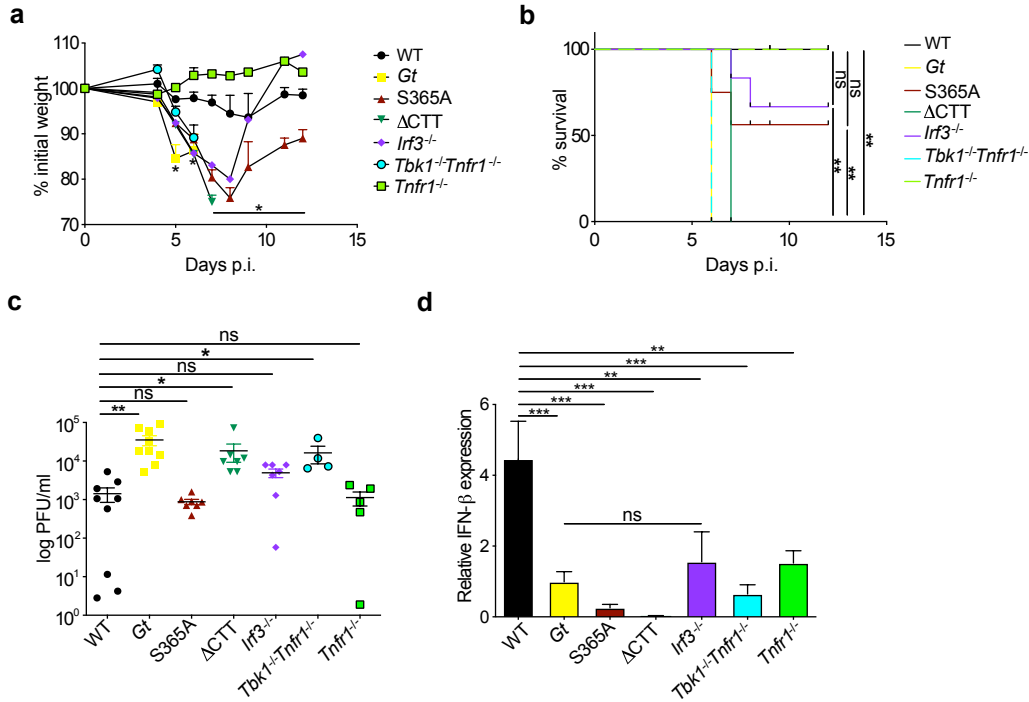 a
% initial weight
110
100
90
80
70
0
5
10
15
Days p.i.
*
*
*
WT
Gt
S365A
ΔCTT
Irf3-/-
Tbk1-/-Tnfr1-/-
Tnfr1-/-
b
% survival
100
50
0
0
5
10
15
Days p.i.
ns
ns
**
**
**
WT
Gt
S365A
ΔCTT
Irf3-/-
Tbk1-/-Tnfr1-/-
Tnfr1-/-
c
ns
*
ns
*
ns
**
log PFU/ml
10^5
10^4
10^3
10^2
10^1
10^0
WT
Gt
S365A
ΔCTT
Irf3-/-
Tbk1-/-Tnfr1-/-
Tnfr1-/-
d
**
***
**
***
***
***
ns
Relative IFN-β expression
6
4
2
0
WT
Gt
S365A
ΔCTT
Irf3-/-
Tbk1-/-Tnfr1-/-
Tnfr1-/-